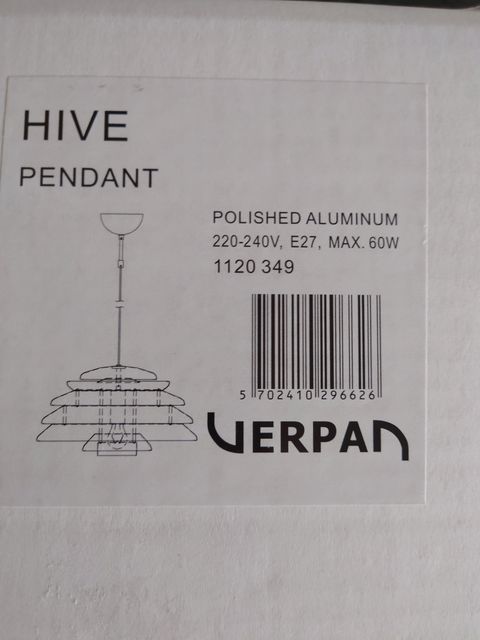 HIVE
PENDANT
POLISHED ALUMINUM
220-240V, E27, MAX. 60W
1120 349
5 702410 296626
VERPAN